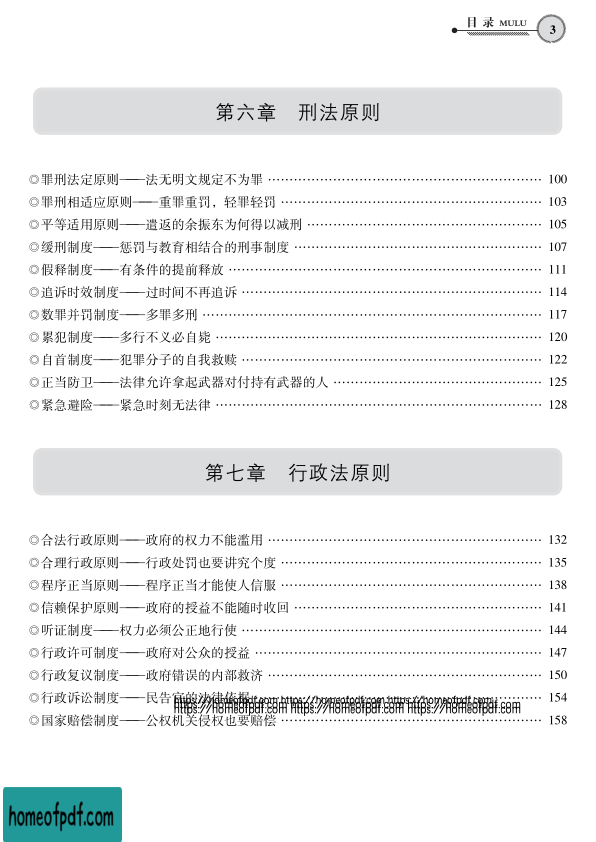 目录 MULU 3
第六章 刑法原则
◎罪刑法定原则——法无明文规定不为罪 …… 100
◎罪刑相适应原则——重罪重罚，轻罪轻罚 …… 103
◎平等适用原则——遣返的余振东为何得以减刑 …… 105
◎缓刑制度——惩罚与教育相结合的刑事制度 …… 107
◎假释制度——有条件的提前释放 …… 111
◎追诉时效制度——过时间不再追诉 …… 114
◎数罪并罚制度——多罪多刑 …… 117
◎累犯制度——多行不义必自毙 …… 120
◎自首制度——犯罪分子的自我救赎 …… 122
◎正当防卫——法律允许拿起武器对付持有武器的人 …… 125
◎紧急避险——紧急时刻无法律 …… 128
第七章 行政法原则
◎合法行政原则——政府的权力不能滥用 …… 132
◎合理行政原则——行政处罚也要讲究个度 …… 135
◎程序正当原则——程序正当才能使人信服 …… 138
◎信赖保护原则——政府的授益不能随时收回 …… 141
◎听证制度——权力必须公正地行使 …… 144
◎行政许可制度——政府对公众的授益 …… 147
◎行政复议制度——政府错误的内部救济 …… 150
◎行政诉讼制度——民告官的法律依据 …… 154
https://homeofpdf.com https://homeofpdf.com https://homeofpdf.com
https://homeofpdf.com https://homeofpdf.com https://homeofpdf.com
◎国家赔偿制度——公权机关侵权也要赔偿 …… 158
homeofpdf.com